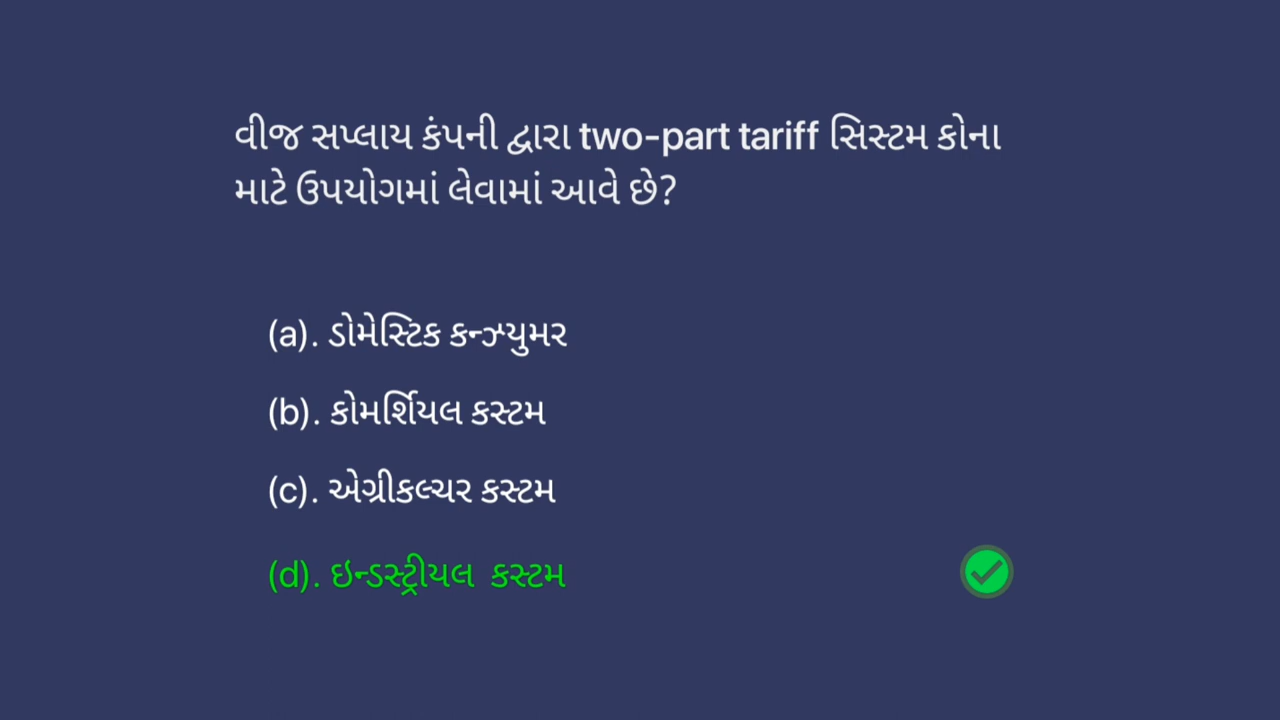 વીજ સપ્લાય કંપની દ્વારા two-part tariff સિસ્ટમ કોના
માટે ઉપયોગમાં લેવામાં આવે છે?
(a). ડોમેસ્ટિક કન્ઝ્યુમર
(b). કોમર્શિયલ કસ્ટમ
(c). એગ્રીકલ્ચર કસ્ટમ
(d). ઇન્ડસ્ટ્રીયલ કસ્ટમ